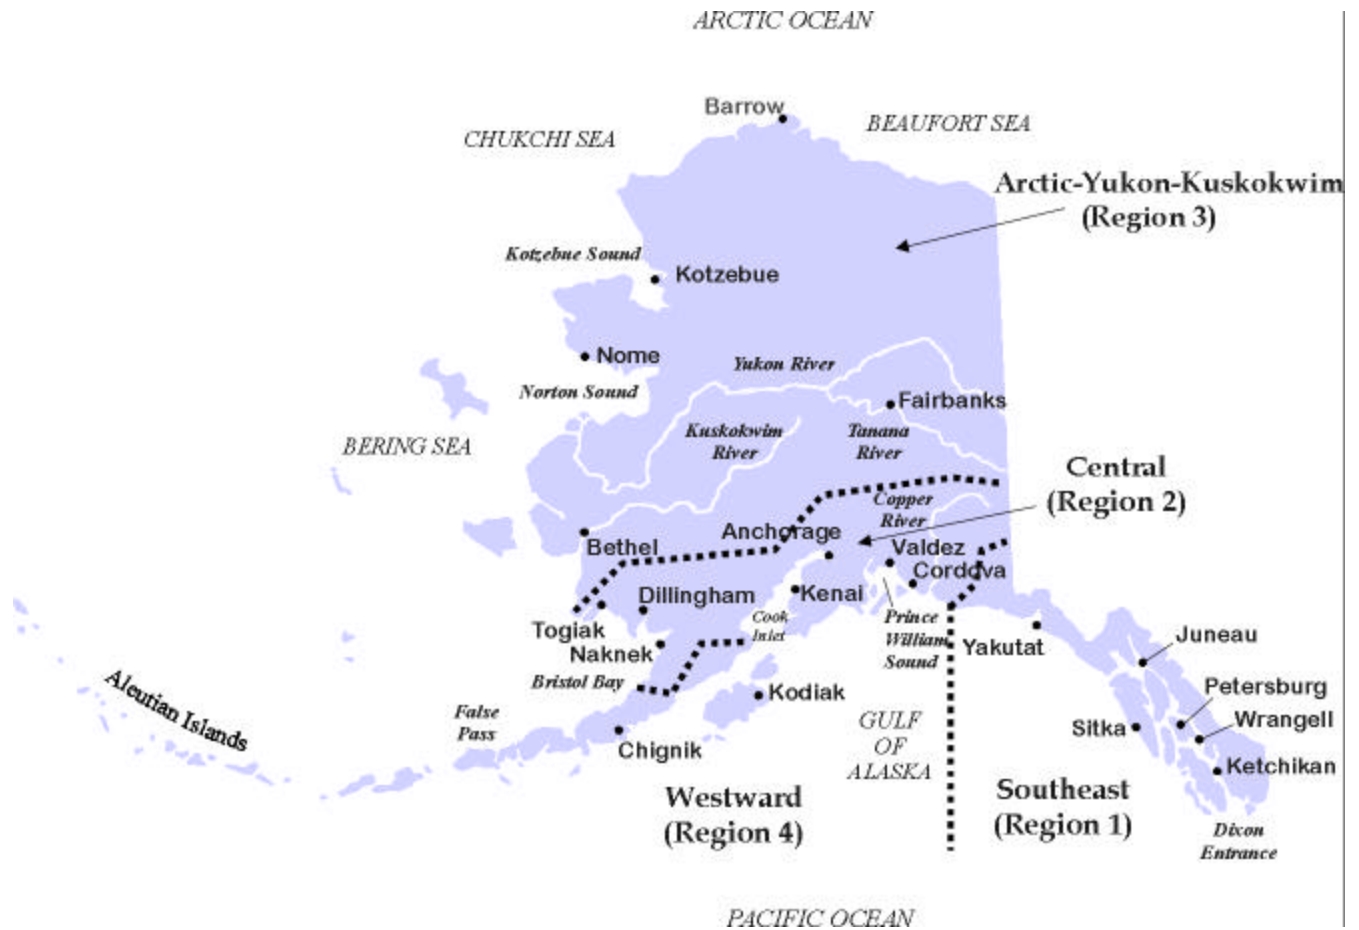 ARCTIC OCEAN
Barrow
BEAUFORT SEA
CHUKCHI SEA
Arctic-Yukon-Kuskokwim
(Region 3)
Kotzebue Sound
Kotzebue
Nome
Yukon River
Norton Sound
Fairbanks
Kuskokwim
River
Tanana
River
BERING SEA
Central
(Region 2)
Copper
River
Anchorage
Bethel
Valdez
Cordova
Dillingham
Kenai
Togiak
Cook
Inlet
Prince
William
Sound
Naknek
Yakutat
Juneau
Bristol Bay
Kodiak
Petersburg
Aleutian Islands
False
Pass
GULF
OF
ALASKA
Sitka
Wrangell
Chignik
Ketchikan
Westward
(Region 4)
Southeast
(Region 1)
Dixon
Entrance
PACIFIC OCEAN